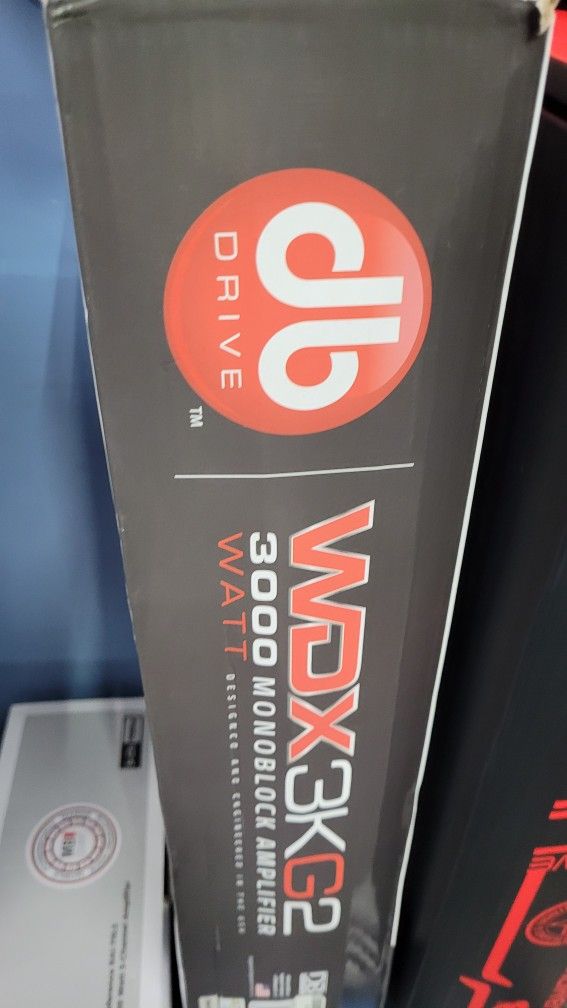 db
DRIVE
TM
WDX3KG2
3000 MONOBLOCK AMPLIFIER
WATT
DESIGNED AND ENGINEERED IN THE USA